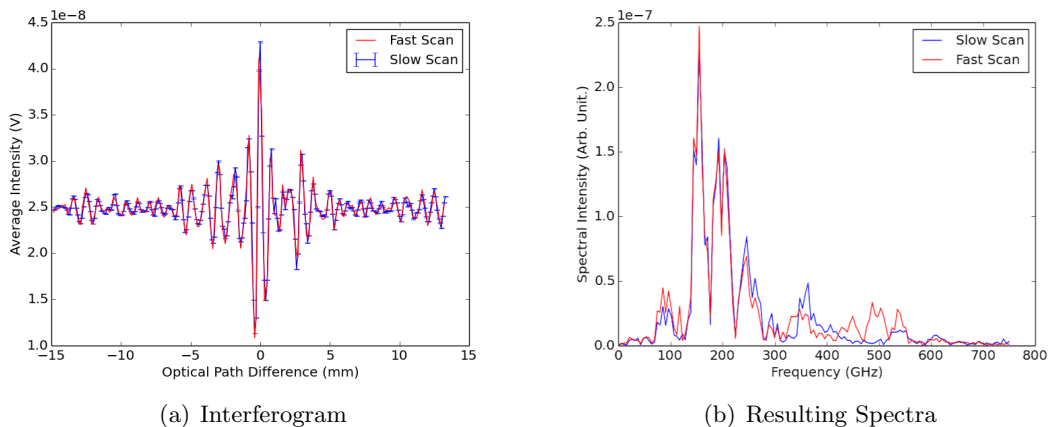 4.5 1e−8
4.0
3.5
3.0
2.5
2.0
1.5
1.0
Average Intensity (V)
Fast Scan
Slow Scan
−15 −10 −5 0 5 10 15
Optical Path Difference (mm)
(a) Interferogram
2.5 1e−7
2.0
1.5
1.0
0.5
0.0
Spectral Intensity (Arb. Unit.)
Slow Scan
Fast Scan
0 100 200 300 400 500 600 700 800
Frequency (GHz)
(b) Resulting Spectra